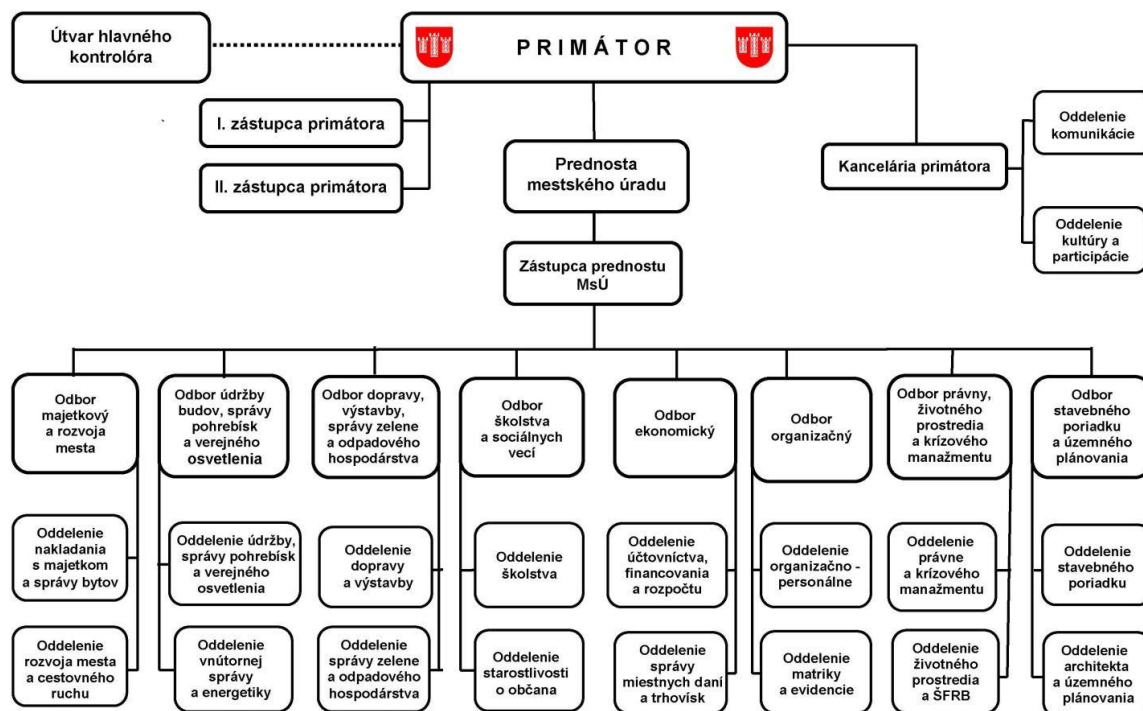 Útvar hlavného
kontrolóra
P R I M Á T O R
I. zástupca primátora
II. zástupca primátora
Prednosta
mestského úradu
Zástupca prednostu
MsÚ
Kancelária primátora
Oddelenie
komunikácie
Oddelenie
kultúry a
participácie
Odbor
majetkový
a rozvoja
mesta
Odbor údržby
budov, správy
pohrebísk
a verejného
osvetlenia
Odbor dopravy,
výstavby,
správy zelene
a odpadového
hospodárstva
Odbor
školstva
a sociálnych
vecí
Odbor
ekonomický
Odbor
organizačný
Odbor právny,
životného
prostredia
a krízového
manažmentu
Odbor
stavebného
poriadku
a územného
plánovania
Oddelenie
nakladania
s majetkom
a správy bytov
Oddelenie údržby,
správy pohrebísk
a verejného
osvetlenia
Oddelenie
dopravy
a výstavby
Oddelenie
školstva
Oddelenie
účtovníctva,
financovania
a rozpočtu
Oddelenie
organizačno -
personálne
Oddelenie
právne
a krízového
manažmentu
Oddelenie
stavebného
poriadku
Oddelenie
rozvoja mesta
a cestovného
ruchu
Oddelenie
vnútornej
správy
a energetiky
Oddelenie
správy zelene
a odpadového
hospodárstva
Oddelenie
starostlivosti
o občana
Oddelenie
správy
miestnych daní
a trhovísk
Oddelenie
matriky
a evidencie
Oddelenie
životného
prostredia
a ŠFRB
Oddelenie
architekta
a územného
plánovania